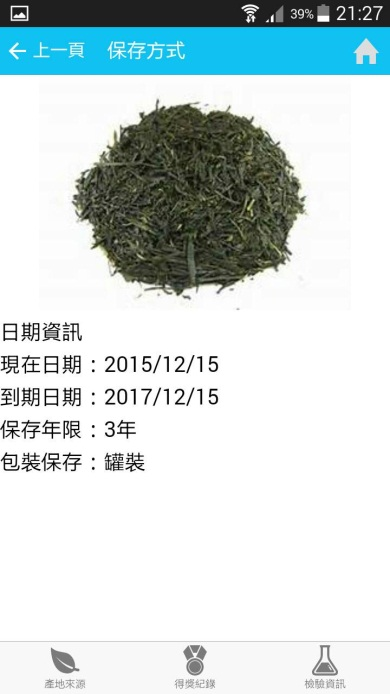 39% 21:27
上一頁 保存方式
日期資訊
現在日期：2015/12/15
到期日期：2017/12/15
保存年限：3年
包裝保存：罐裝
產地來源 得獎紀錄 檢驗資訊